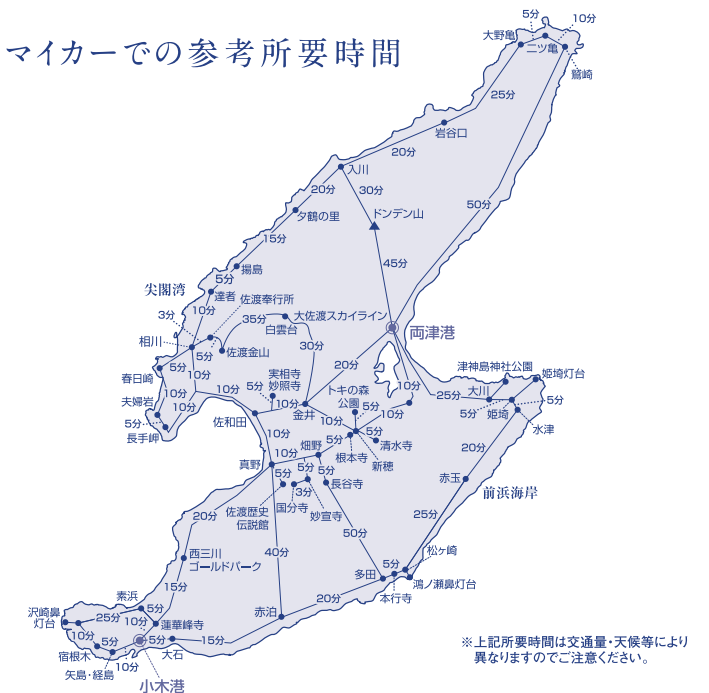 マイカーでの参考所要時間
5分
10分
大野亀
二ツ亀
鷲崎
25分
岩谷口
20分
入川
20分
30分
50分
夕鶴の里
ドンデン山
15分
45分
揚島
5分
尖閣湾
達者
佐渡奉行所
10分
3分
35分
大佐渡スカイライン
白雲台
両津港
相川
5分
佐渡金山
30分
春日崎
5分
10分
20分
津神島神社公園
姫埼灯台
実相寺
妙照寺
トキの森
公園
10分
大川
夫婦岩
10分
10分
10分
5分
10分
5分
10分
25分
5分
姫埼
5分
5分
佐和田
金井
10分
長手岬
水津
10分
畑野
5分
清水寺
根本寺
新穂
20分
真野
10分
5分
5分
5分
長谷寺
3分
赤玉
前浜海岸
佐渡歴史
伝説館
国分寺
妙宣寺
20分
25分
50分
40分
西三川
ゴールドパーク
松ヶ崎
5分
多田
鴻ノ瀬鼻灯台
本行寺
15分
素浜
20分
沢崎鼻
灯台
25分
5分
赤泊
10分
蓮華峰寺
10分
5分
5分
15分
宿根木
大石
矢島・経島
10分
小木港
※上記所要時間は交通量・天候等により
異なりますのでご注意ください。